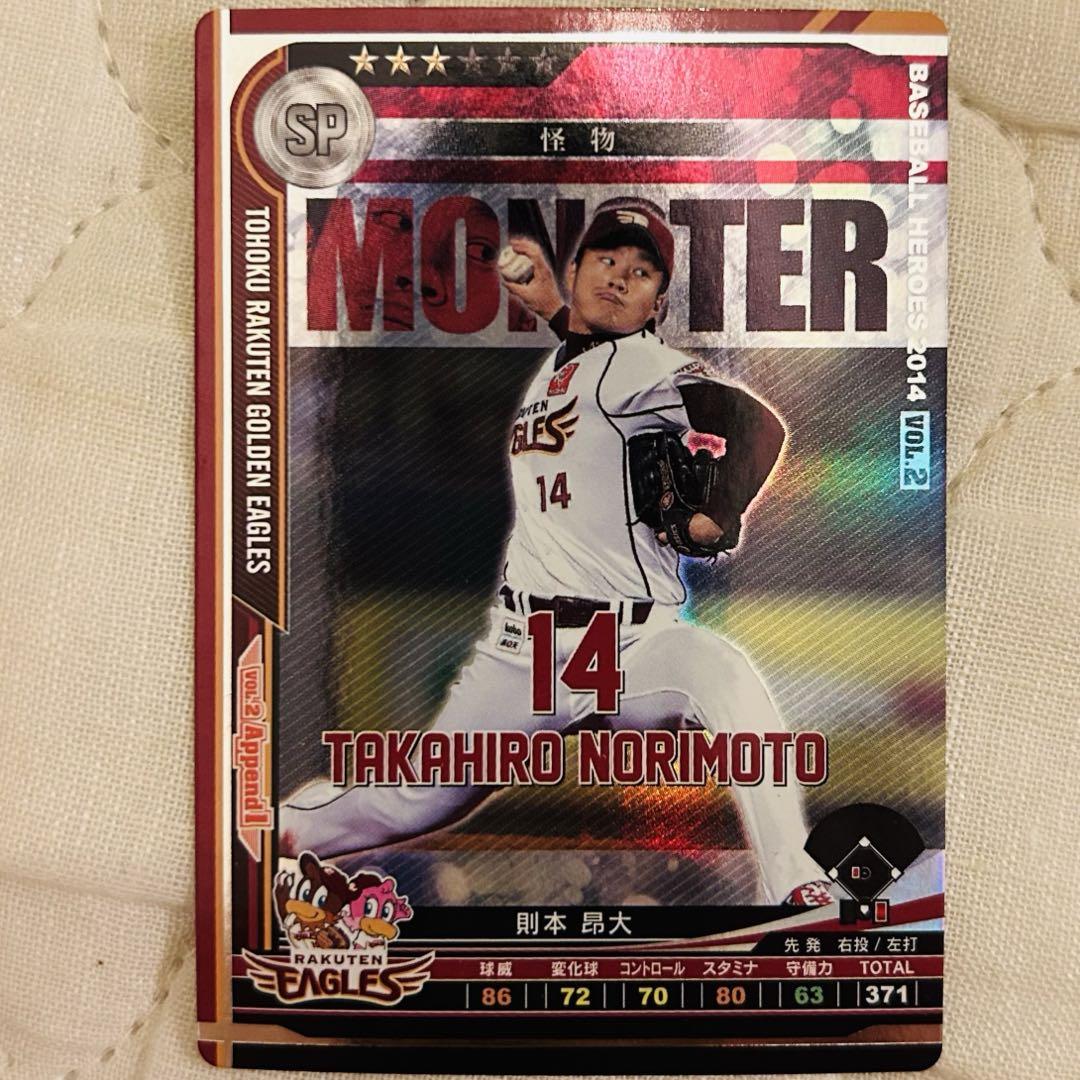 SP
怪物
MONSTER
BASEBALL HEROES 2014 VOL.2
TOHOKU RAKUTEN GOLDEN EAGLES
EAGLES
14
kobo
BOX
14
TAKAHIRO NORIMOTO
VOL.2 Append1
則本 昂大
RAKUTEN
EAGLES
先発 右投/左打
球威 変化球 コントロール スタミナ 守備力 TOTAL
86 72 70 80 63 371